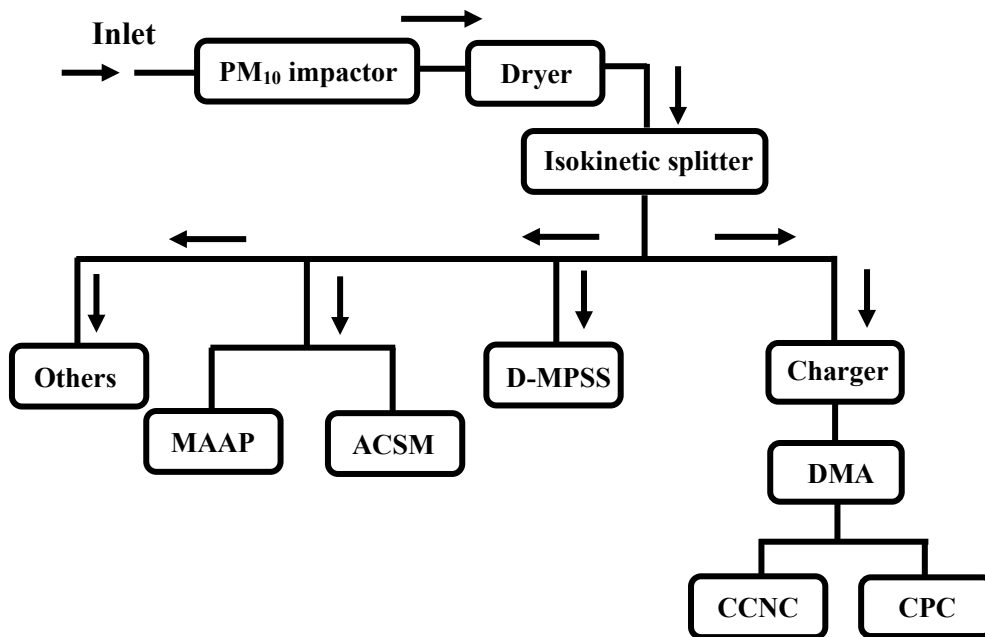 Inlet
PM₁₀ impactor
Dryer
Isokinetic splitter
Others
D-MPSS
Charger
MAAP
ACSM
DMA
CCNC
CPC